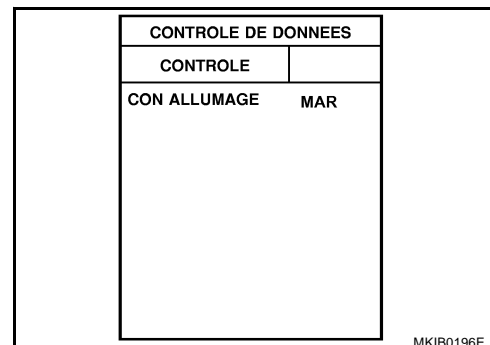 CONTROLE DE DONNEES
CONTROLE
CON ALLUMAGE MAR
MKIB0196E